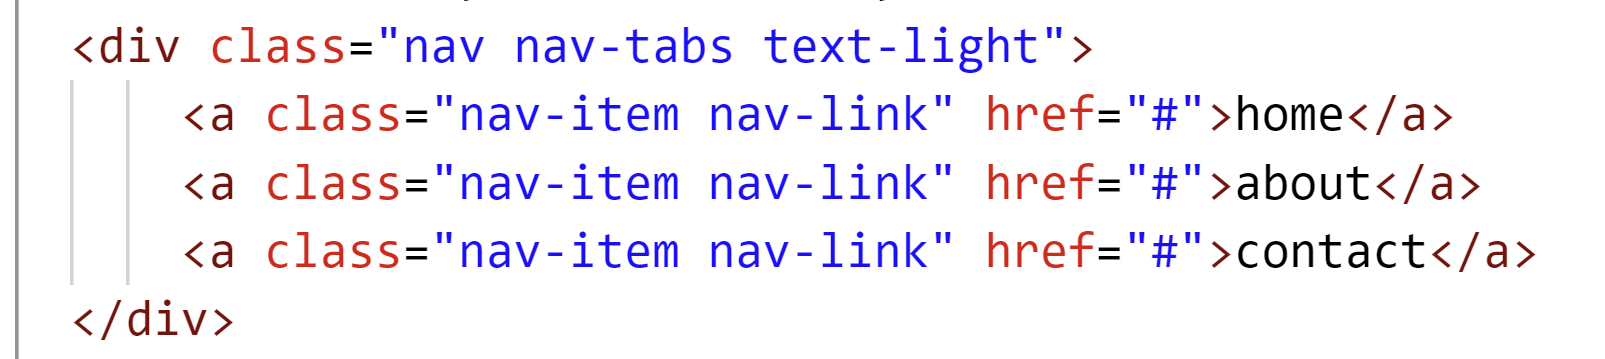 <div class="nav nav-tabs text-light">
<a class="nav-item nav-link" href="#">home</a>
<a class="nav-item nav-link" href="#">about</a>
<a class="nav-item nav-link" href="#">contact</a>
</div>